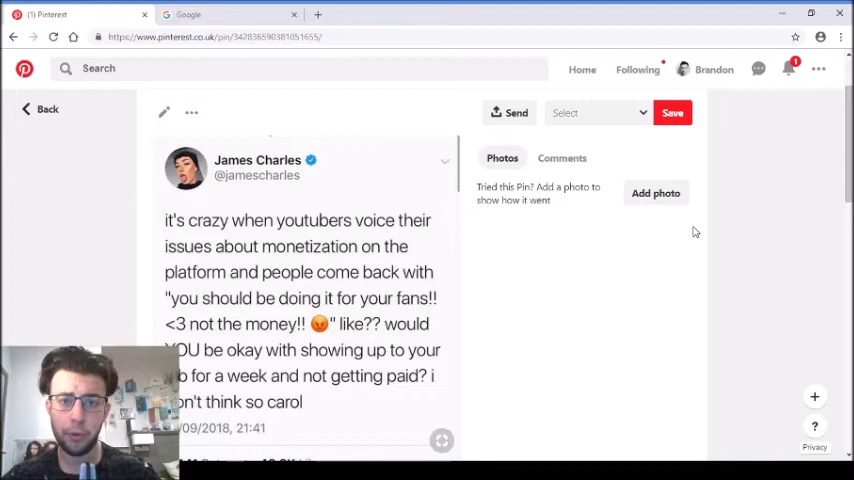 (1) Pinterest
Google
https://www.pinterest.co.uk/pin/342836590381051655/
Search
Home
Following
Brandon
1
Back
Send
Select
Save
James Charles
@jamescharles
it's crazy when youtubers voice their
issues about monetization on the
platform and people come back with
"you should be doing it for your fans!!
<3 not the money!! 😡" like?? would
YOU be okay with showing up to your
b for a week and not getting paid? i
on't think so carol
/09/2018, 21:41
Photos
Comments
Tried this Pin? Add a photo to
show how it went
Add photo
?
Privacy